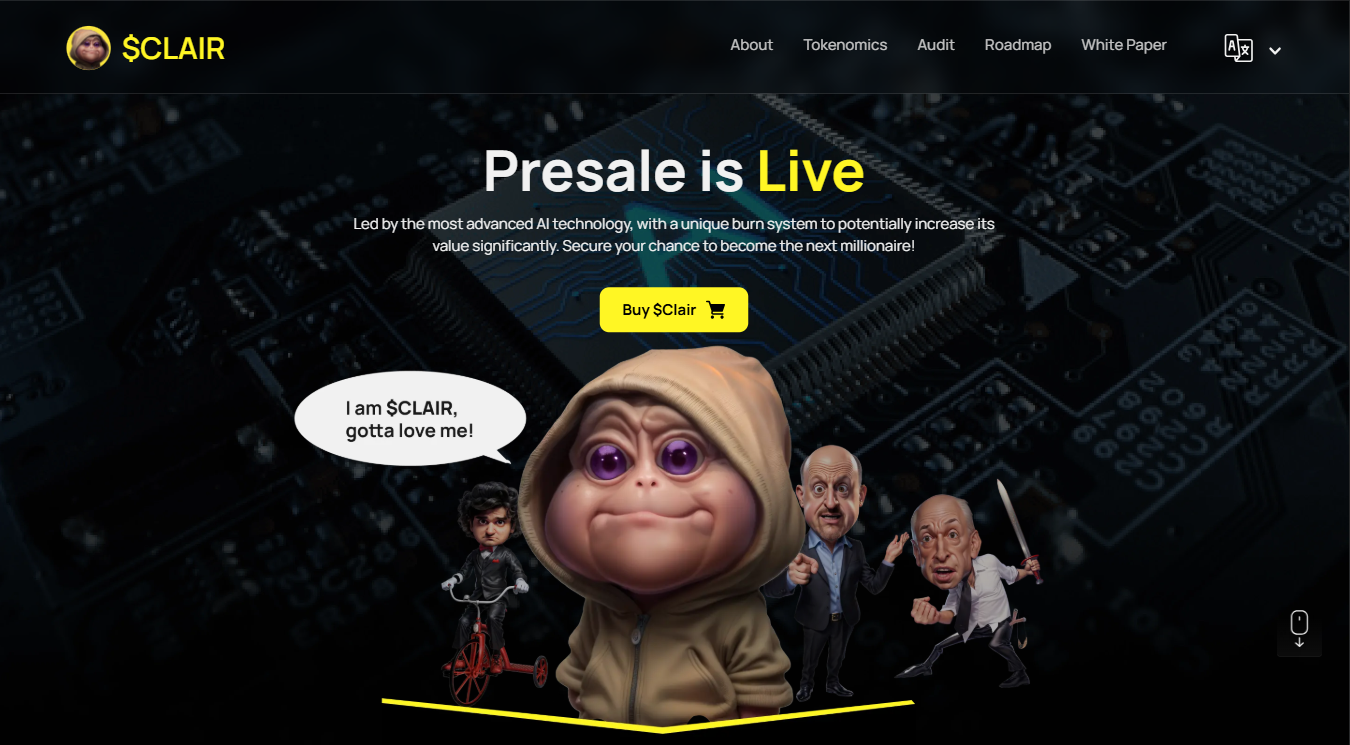 $CLAIR
About Tokenomics Audit Roadmap White Paper
Presale is Live
Led by the most advanced AI technology, with a unique burn system to potentially increase its
value significantly. Secure your chance to become the next millionaire!
Buy $Clair
I am $CLAIR,
gotta love me!